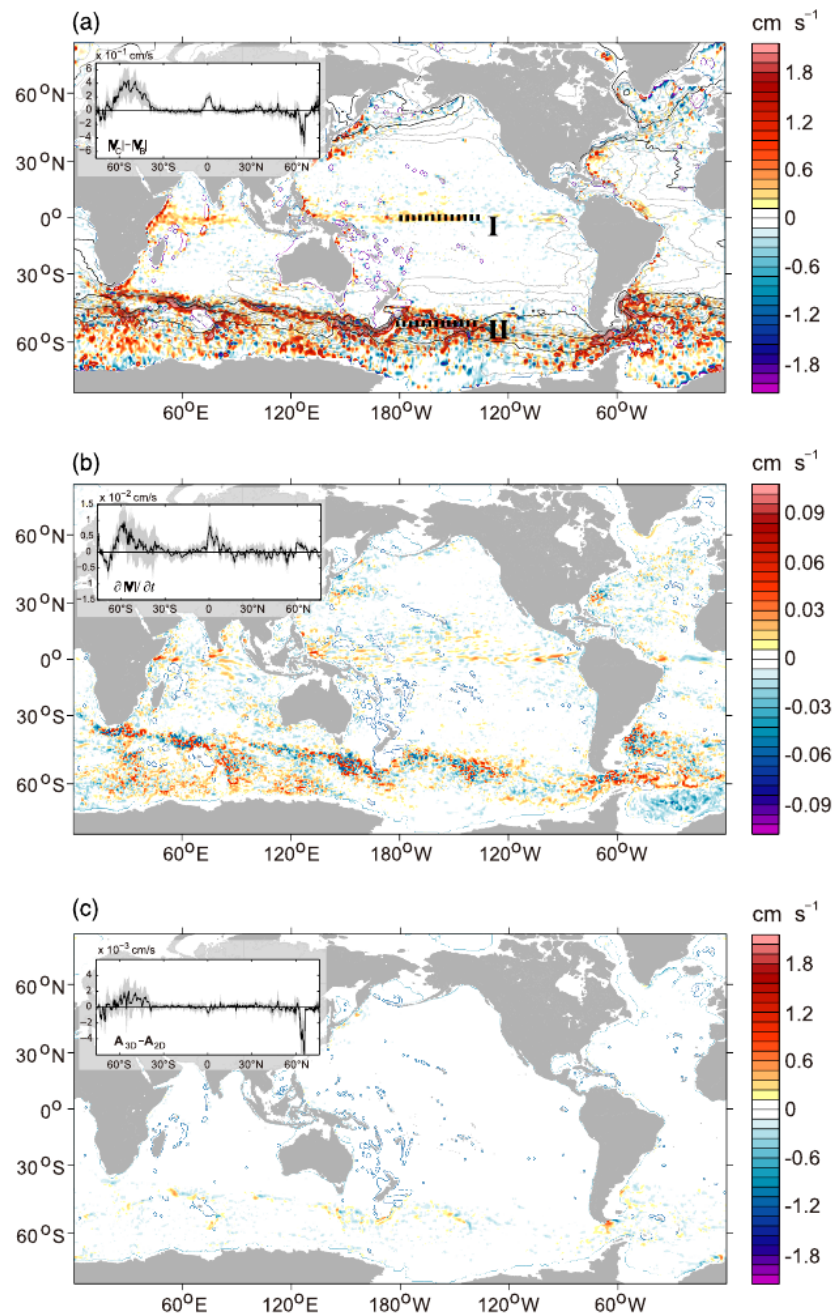 (a)
x 10⁻¹ cm/s
6
4
2
0
-2
-4
-6
60°S 30°S 0° 30°N 60°N
60°N
30°N
0°
30°S
60°S
I
II
60°E 120°E 180°W 120°W 60°W
cm s⁻¹
1.8
1.2
0.6
0
-0.6
-1.2
-1.8
(b)
x 10⁻² cm/s
1.5
1
0.5
0
-0.5
-1
-1.5
60°S 30°S 0° 30°N 60°N
∂|V|/ ∂t
60°N
30°N
0°
30°S
60°S
60°E 120°E 180°W 120°W 60°W
cm s⁻¹
0.09
0.06
0.03
0
-0.03
-0.06
-0.09
(c)
x 10⁻³ cm/s
4
2
0
-2
-4
60°S 30°S 0° 30°N 60°N
A 3D – A 2D
60°N
30°N
0°
30°S
60°S
60°E 120°E 180°W 120°W 60°W
cm s⁻¹
1.8
1.2
0.6
0
-0.6
-1.2
-1.8